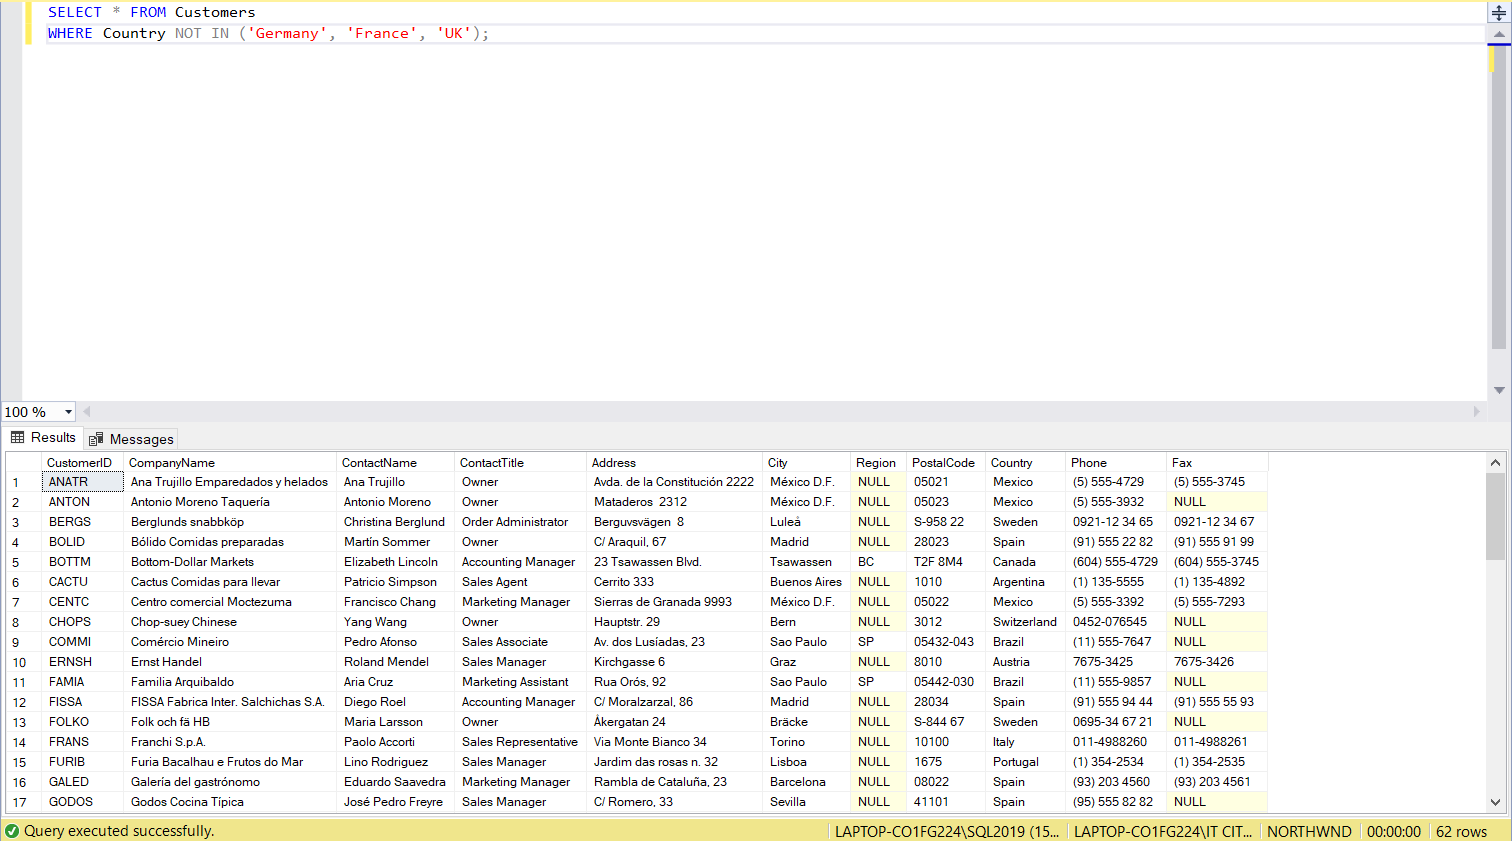 SELECT * FROM Customers
WHERE Country NOT IN ('Germany', 'France', 'UK');
100 %
Results Messages
CustomerID CompanyName ContactName ContactTitle Address City Region PostalCode Country Phone Fax
1 ANATR Ana Trujillo Emparedados y helados Ana Trujillo Owner Avda. de la Constitución 2222 México D.F. NULL 05021 Mexico (5) 555-4729 (5) 555-3745
2 ANTON Antonio Moreno Taquería Antonio Moreno Owner Mataderos 2312 México D.F. NULL 05023 Mexico (5) 555-3932 NULL
3 BERGS Berglunds snabbköp Christina Berglund Order Administrator Berguvsvägen 8 Luleå NULL S-958 22 Sweden 0921-12 34 65 0921-12 34 67
4 BOLID Bólido Comidas preparadas Martín Sommer Owner C/ Araquil, 67 Madrid NULL 28023 Spain (91) 555 22 82 (91) 555 91 99
5 BOTTM Bottom-Dollar Markets Elizabeth Lincoln Accounting Manager 23 Tsawassen Blvd. Tsawassen BC T2F 8M4 Canada (604) 555-4729 (604) 555-3745
6 CACTU Cactus Comidas para llevar Patricio Simpson Sales Agent Cerrito 333 Buenos Aires NULL 1010 Argentina (1) 135-5555 (1) 135-4892
7 CENTC Centro comercial Moctezuma Francisco Chang Marketing Manager Sierras de Granada 9993 México D.F. NULL 05022 Mexico (5) 555-3392 (5) 555-7293
8 CHOPS Chop-suey Chinese Yang Wang Owner Hauptstr. 29 Bern NULL 3012 Switzerland 0452-076545 NULL
9 COMMI Comércio Mineiro Pedro Afonso Sales Associate Av. dos Lusíadas, 23 Sao Paulo SP 05432-043 Brazil (11) 555-7647 NULL
10 ERNSH Ernst Handel Roland Mendel Sales Manager Kirchgasse 6 Graz NULL 8010 Austria 7675-3425 7675-3426
11 FAMIA Familia Arquibaldo Aria Cruz Marketing Assistant Rua Orós, 92 Sao Paulo SP 05442-030 Brazil (11) 555-9857 NULL
12 FISSA FISSA Fabrica Inter. Salchichas S.A. Diego Roel Accounting Manager C/ Moralzarzal, 86 Madrid NULL 28034 Spain (91) 555 94 44 (91) 555 55 93
13 FOLKO Folk och fä HB Maria Larsson Owner Åkergatan 24 Bräcke NULL S-844 67 Sweden 0695-34 67 21 NULL
14 FRANS Franchi S.p.A. Paolo Accorti Sales Representative Via Monte Bianco 34 Torino NULL 10100 Italy 011-4988260 011-4988261
15 FURIB Furia Bacalhau e Frutos do Mar Lino Rodriguez Sales Manager Jardim das rosas n. 32 Lisboa NULL 1675 Portugal (1) 354-2534 (1) 354-2535
16 GALED Galería del gastrónomo Eduardo Saavedra Marketing Manager Rambla de Cataluña, 23 Barcelona NULL 08022 Spain (93) 203 4560 (93) 203 4561
17 GODOS Godos Cocina Típica José Pedro Freyre Sales Manager C/ Romero, 33 Sevilla NULL 41101 Spain (95) 555 82 82 NULL
Query executed successfully. LAPTOP-CO1FG224\SQL2019 (15... LAPTOP-CO1FG224\IT CIT... NORTHWND 00:00:00 62 rows